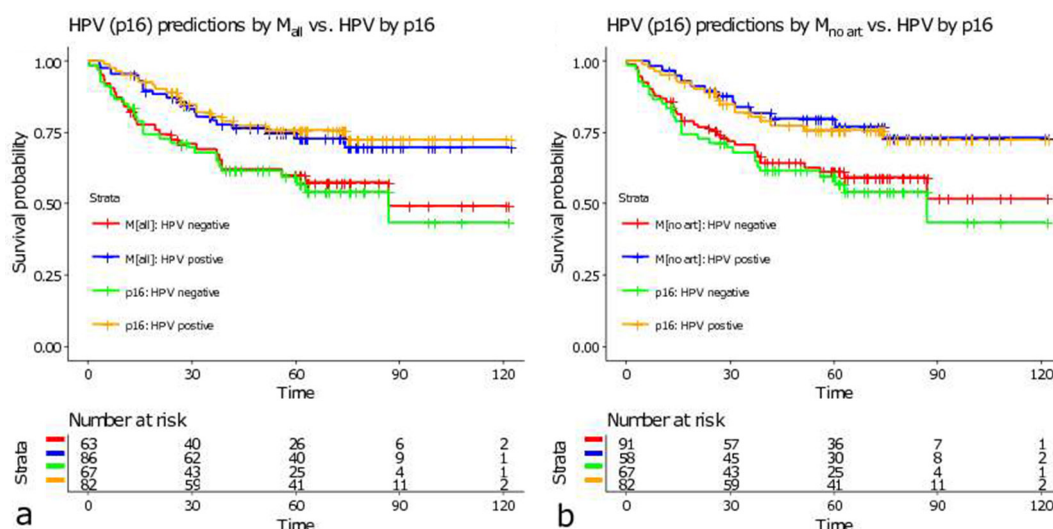 HPV (p16) predictions by Mall vs. HPV by p16
1.00
0.75
0.50
0.25
0.00
Survival probability
Strata
M[all]: HPV negative
M[all]: HPV postive
p16: HPV negative
p16: HPV postive
0 30 60 90 120
Time
Number at risk
Strata
63 40 26 6 2
86 62 40 9 1
67 43 25 4 1
82 59 41 11 2
0 30 60 90 120
Time
a
HPV (p16) predictions by Mno art vs. HPV by p16
1.00
0.75
0.50
0.25
0.00
Survival probability
Strata
M[no art]: HPV negative
M[no art]: HPV postive
p16: HPV negative
p16: HPV postive
0 30 60 90 120
Time
Number at risk
Strata
91 57 36 7 1
58 45 30 8 2
67 43 25 4 1
82 59 41 11 2
0 30 60 90 120
Time
b